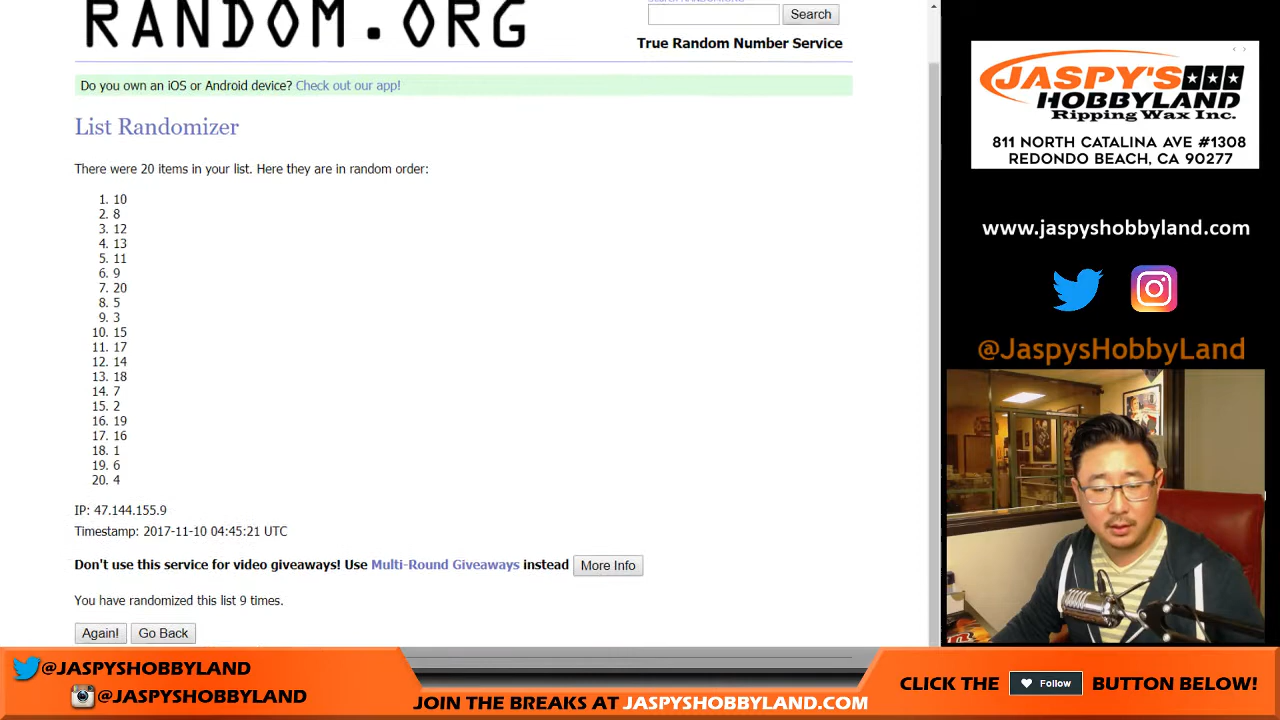 RANDOM.ORG
Search
True Random Number Service
Do you own an iOS or Android device? Check out our app!
List Randomizer
There were 20 items in your list. Here they are in random order:
1. 10
2. 8
3. 12
4. 13
5. 11
6. 9
7. 20
8. 5
9. 3
10. 15
11. 17
12. 14
13. 18
14. 7
15. 2
16. 19
17. 16
18. 1
19. 6
20. 4
IP: 47.144.155.9
Timestamp: 2017-11-10 04:45:21 UTC
Don't use this service for video giveaways! Use Multi-Round Giveaways instead More Info
You have randomized this list 9 times.
Again! Go Back
JASPY'S
HOBBYLAND
Ripping Wax Inc.
811 NORTH CATALINA AVE #1308
REDONDO BEACH, CA 90277
www.jaspyshobbyland.com
@JaspysHobbyLand
@JASPYSHOBBYLAND
@JASPYSHOBBYLAND
JOIN THE BREAKS AT JASPYSHOBBYLAND.COM
CLICK THE Follow BUTTON BELOW!